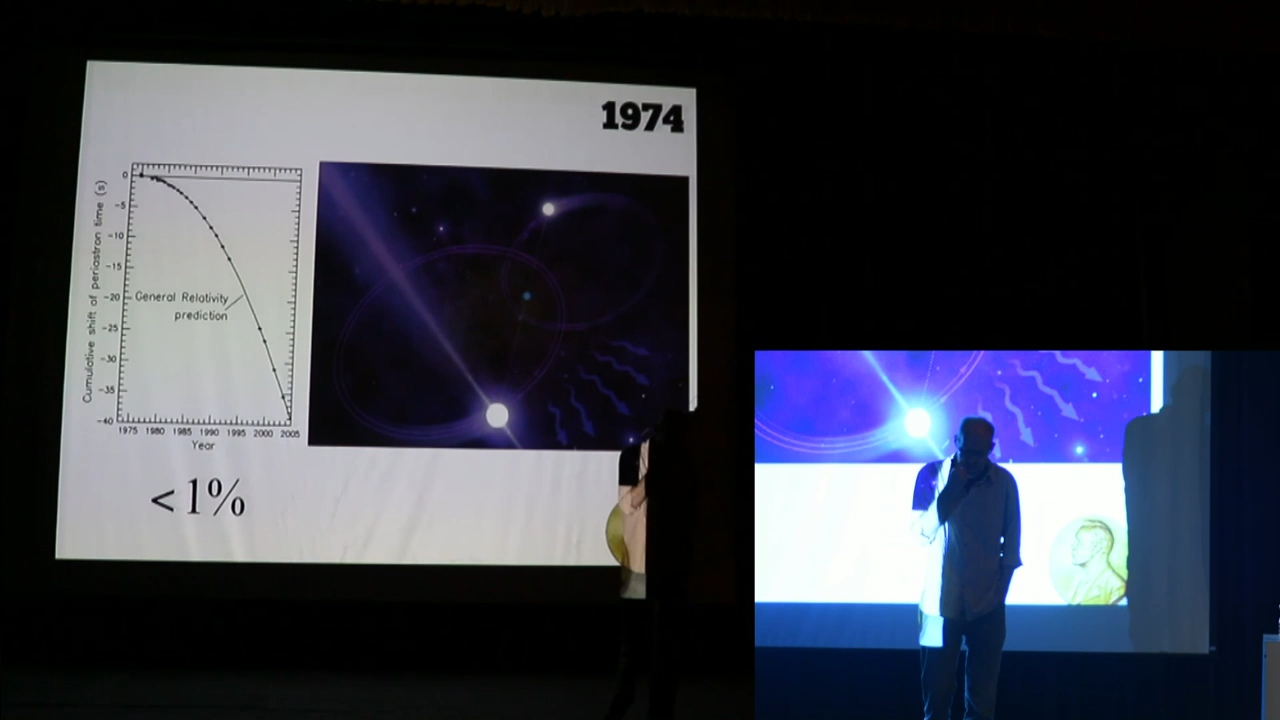 1974
0
-5
-10
-15
-20
-25
-30
-35
-40
Cumulative shift of periastron time (s)
General Relativity
prediction
1975 1980 1985 1990 1995 2000 2005
Year
< 1%